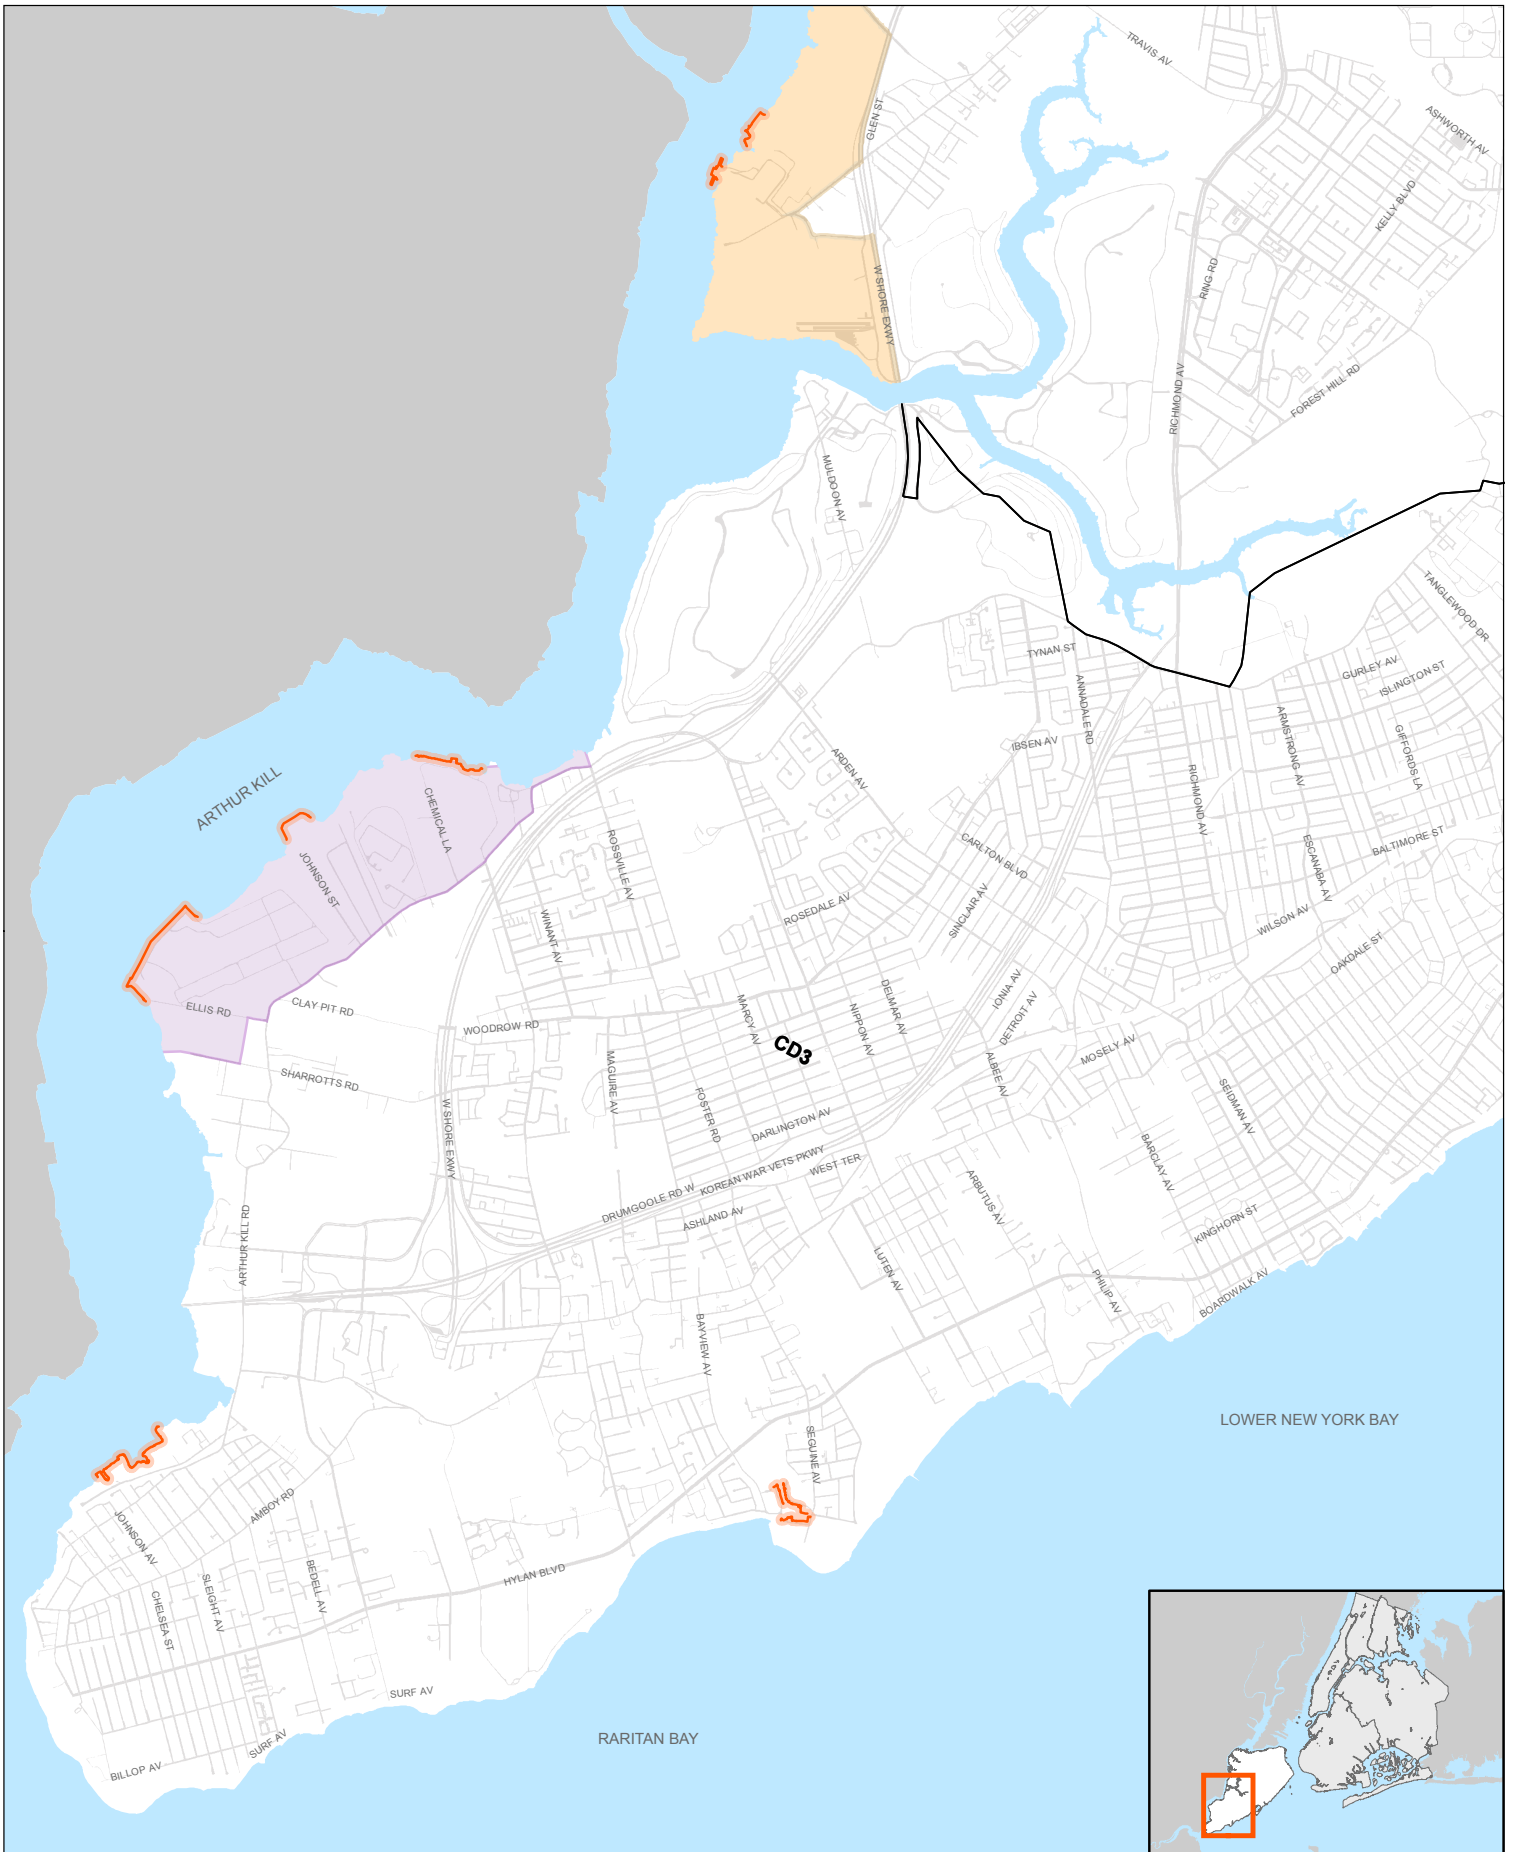 TRAVIS AV
GLEN ST
ASHWORTH AV
KELLY BLVD
RING RD
W SHORE EXWY
RICHMOND AV
FOREST HILL RD
MULDOON AV
TANGLEWOOD DR
TYNAN ST
GURLEY AV
ISLINGTON ST
ANNADALE RD
ARMSTRONG AV
GIFFORDS LA
IBSEN AV
ARDEN AV
ARTHUR KILL
CHEMICAL LA
RICHMOND AV
ROSSVILLE AV
CARLTON BLVD
ESCANABA AV
BALTIMORE ST
JOHNSON ST
ROSEDALE AV
SINCLAIR AV
WINANT AV
WILSON AV
OAKDALE ST
IONIA AV
DELMAR AV
ELLIS RD
CLAY PIT RD
MARCY AV
NIPPON AV
DETROIT AV
WOODROW RD
CD3
MOSELY AV
ALBEE AV
SHARROTTS RD
MAGUIRE AV
SEIDMAN AV
FOSTER RD
DARLINGTON AV
W SHORE EXWY
BARCLAY AV
KOREAN WAR VETS PKWY
WEST TER
DRUMGOOLE RD W
ARBUTUS AV
ASHLAND AV
ARTHUR KILL RD
KINGHORN ST
LUTEN AV
PHILIP AV
BOARDWALK AV
BAYVIEW AV
LOWER NEW YORK BAY
SEGUINE AV
AMBOY RD
JOHNSON AV
HYLAN BLVD
BEDELL AV
SLEIGHT AV
CHELSEA ST
SURF AV
SURF AV
RARITAN BAY
BILLOP AV